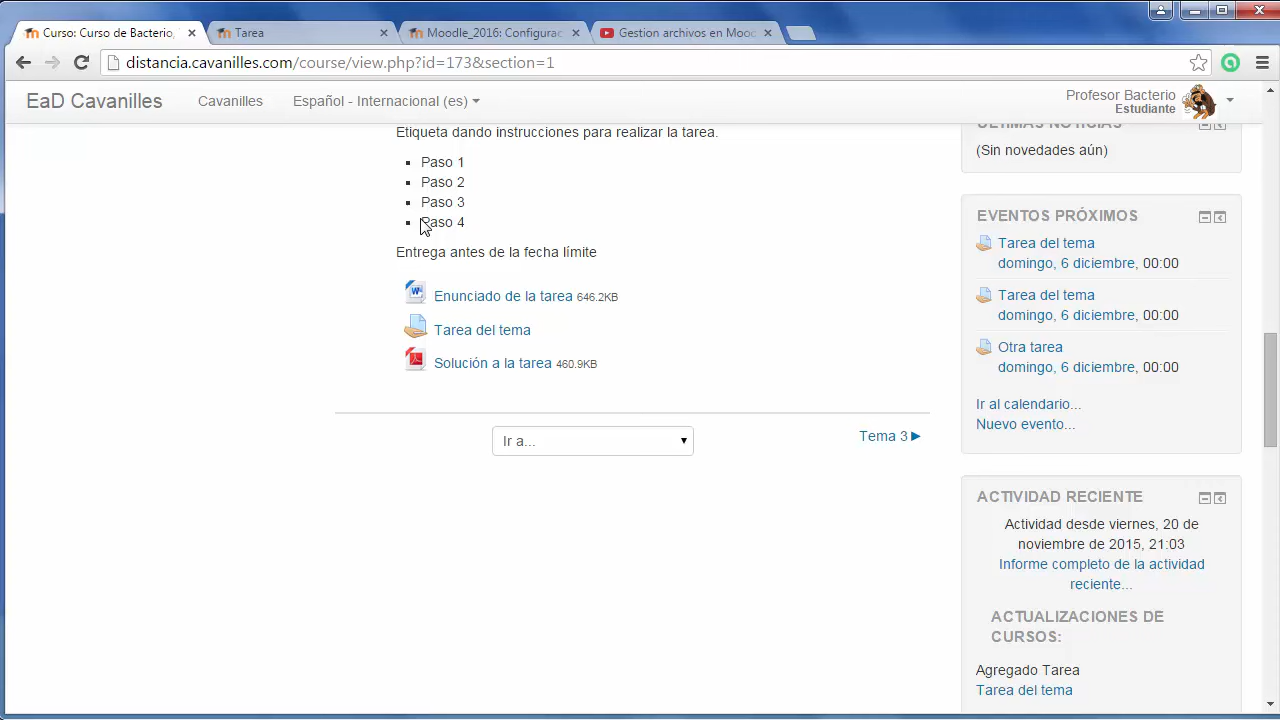 Curso: Curso de Bacterio,
Tarea
Moodle_2016: Configurac
Gestion archivos en Mood
distancia.cavanilles.com/course/view.php?id=173&section=1
EaD Cavanilles
Cavanilles
Español - Internacional (es)
Profesor Bacterio
Estudiante
Etiqueta dando instrucciones para realizar la tarea.
Paso 1
Paso 2
Paso 3
Paso 4
Entrega antes de la fecha límite
Enunciado de la tarea 646.2KB
Tarea del tema
Solución a la tarea 460.9KB
Ir a...
Tema 3
ÚLTIMAS NOTICIAS
(Sin novedades aún)
EVENTOS PRÓXIMOS
Tarea del tema
domingo, 6 diciembre, 00:00
Tarea del tema
domingo, 6 diciembre, 00:00
Otra tarea
domingo, 6 diciembre, 00:00
Ir al calendario...
Nuevo evento...
ACTIVIDAD RECIENTE
Actividad desde viernes, 20 de
noviembre de 2015, 21:03
Informe completo de la actividad
reciente...
ACTUALIZACIONES DE
CURSOS:
Agregado Tarea
Tarea del tema